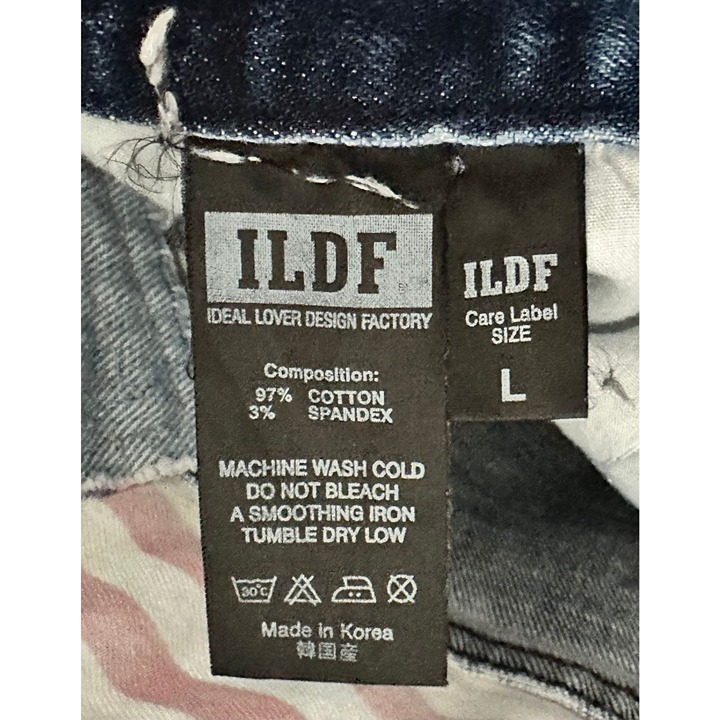 ILDF
IDEAL LOVER DESIGN FACTORY
Composition:
97% COTTON
3% SPANDEX
MACHINE WASH COLD
DO NOT BLEACH
A SMOOTHING IRON
TUMBLE DRY LOW
30°C
Made in Korea
韓国産
ILDF
Care Label
SIZE
L